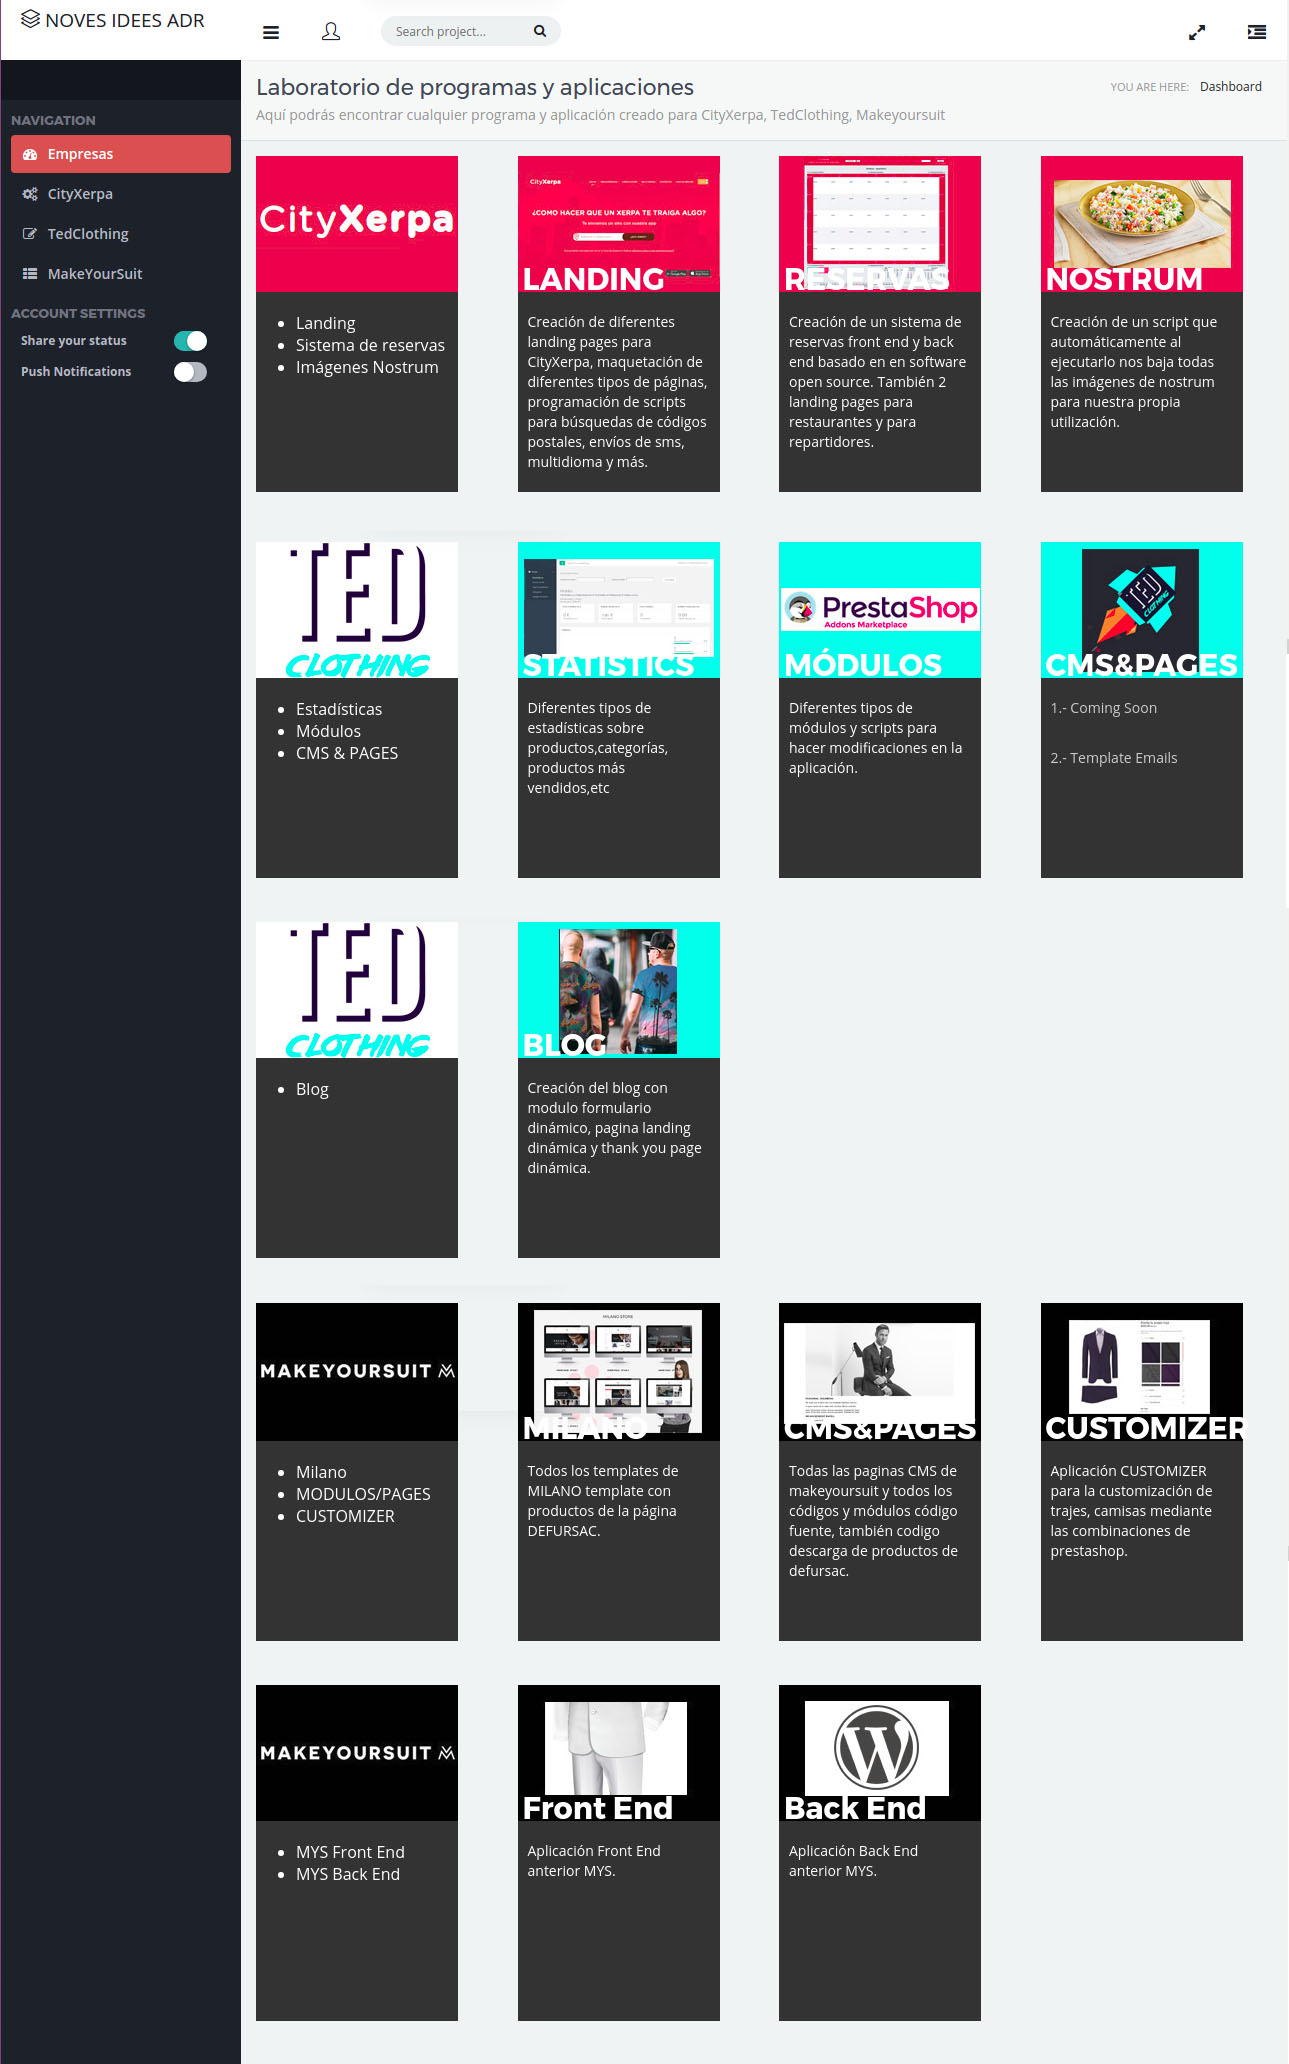 NOVES IDEES ADR
Search project...
NAVIGATION
Empresas
CityXerpa
TedClothing
MakeYourSuit
ACCOUNT SETTINGS
Share your status
Push Notifications
Laboratorio de programas y aplicaciones
YOU ARE HERE: Dashboard
Aquí podrás encontrar cualquier programa y aplicación creado para CityXerpa, TedClothing, Makeyoursuit
CityXerpa
Landing
Sistema de reservas
Imágenes Nostrum
CityXerpa
¿COMO HACER QUE UN XERPA TE TRAIGA ALGO?
LANDING
Creación de diferentes
landing pages para
CityXerpa, maquetación de
diferentes tipos de páginas,
programación de scripts
para búsquedas de códigos
postales, envíos de sms,
multidioma y más.
RESERVAS
Creación de un sistema de
reservas front end y back
end basado en en software
open source. También 2
landing pages para
restaurantes y para
repartidores.
NOSTRUM
Creación de un script que
automáticamente al
ejecutarlo nos baja todas
las imágenes de nostrum
para nuestra propia
utilización.
TED
CLOTHING
Estadísticas
Módulos
CMS & PAGES
STATISTICS
Diferentes tipos de
estadísticas sobre
productos,categorías,
productos más
vendidos,etc
PrestaShop
Addons Marketplace
MÓDULOS
Diferentes tipos de
módulos y scripts para
hacer modificaciones en la
aplicación.
TED
CLOTHING
CMS&PAGES
1.- Coming Soon
2.- Template Emails
TED
CLOTHING
Blog
BLOG
Creación del blog con
modulo formulario
dinámico, pagina landing
dinámica y thank you page
dinámica.
MAKEYOURSUIT
Milano
MODULOS/PAGES
CUSTOMIZER
MILANO STORE
MILANO
Todos los templates de
MILANO template con
productos de la página
DEFURSAC.
CMS&PAGES
Todas las paginas CMS de
makeyoursuit y todos los
códigos y módulos código
fuente, también codigo
descarga de productos de
defursac.
CUSTOMIZER
Aplicación CUSTOMIZER
para la customización de
trajes, camisas mediante
las combinaciones de
prestashop.
MAKEYOURSUIT
MYS Front End
MYS Back End
Front End
Aplicación Front End
anterior MYS.
Back End
Aplicación Back End
anterior MYS.